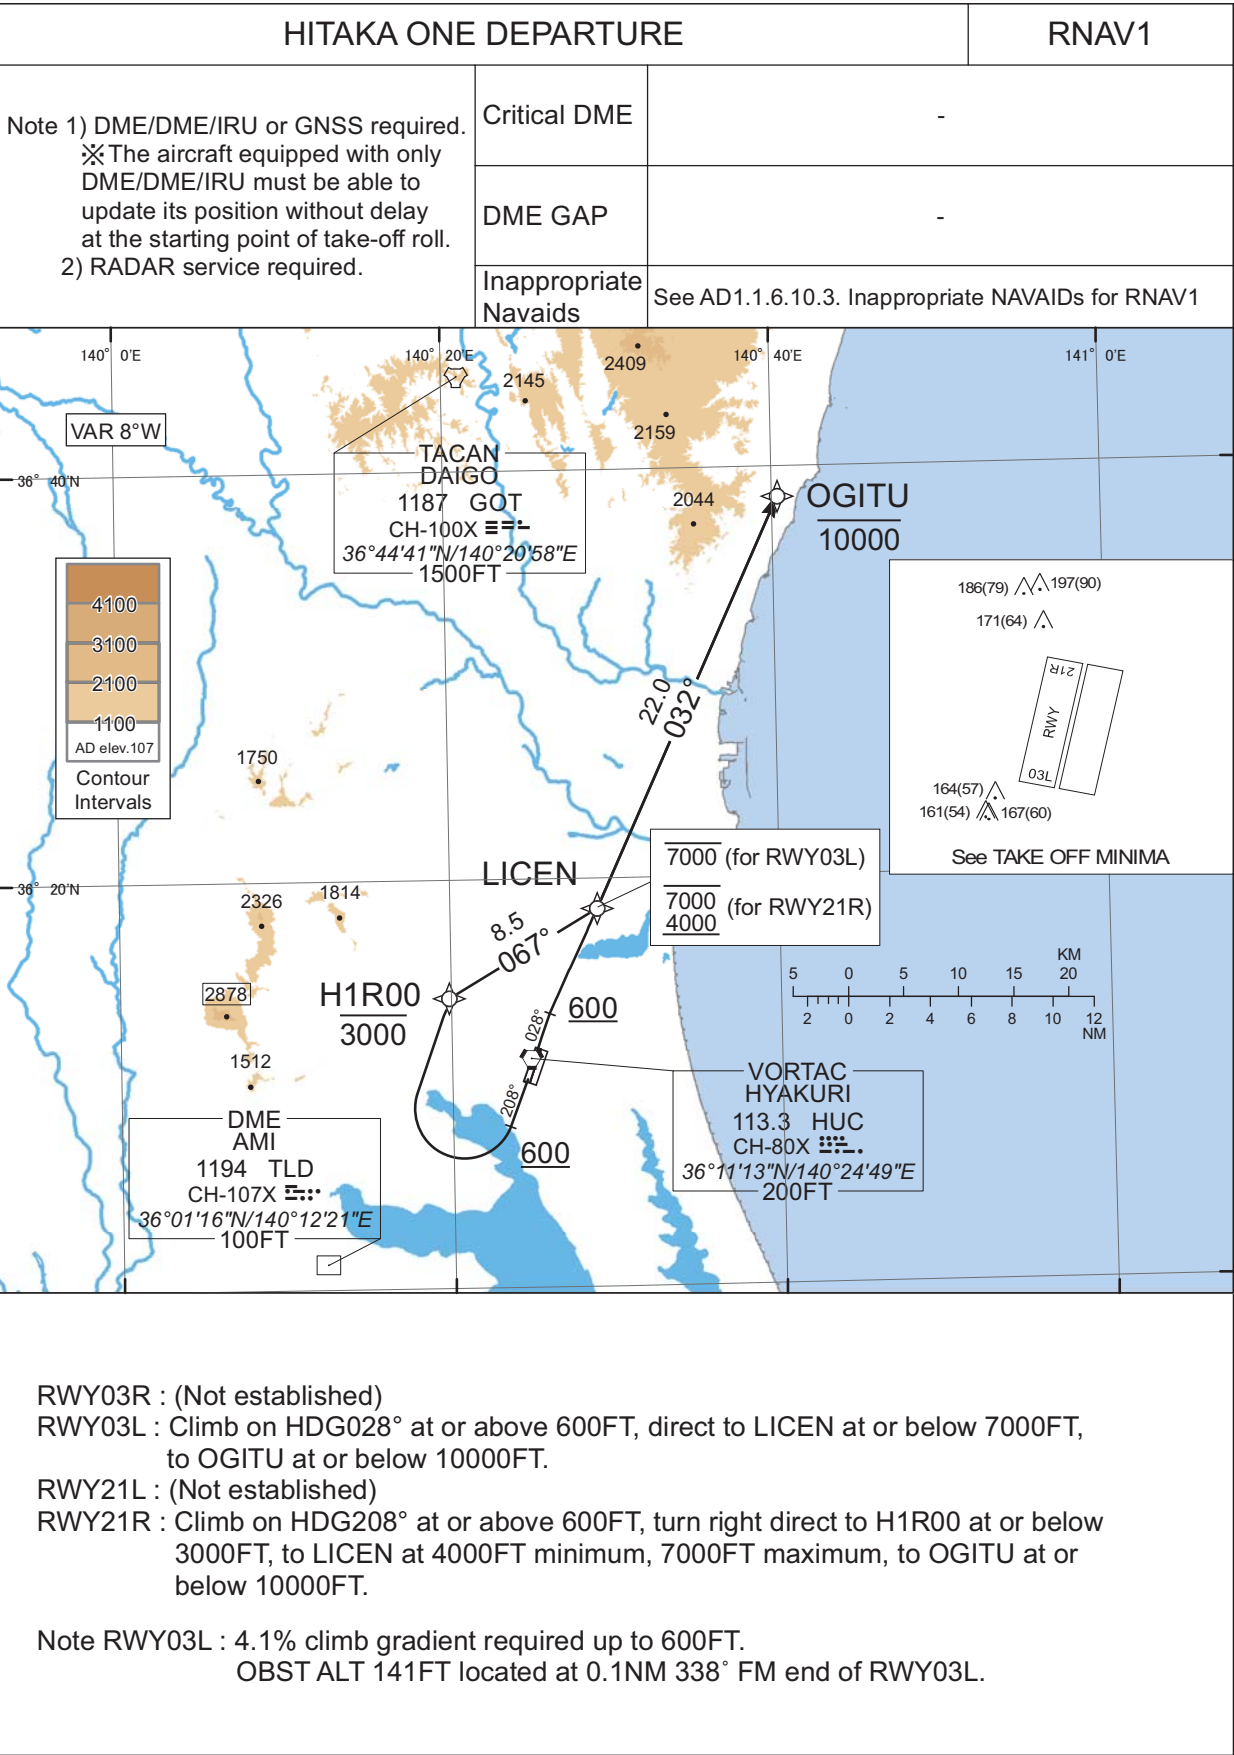 HITAKA ONE DEPARTURE
RNAV1
Note 1) DME/DME/IRU or GNSS required.
※The aircraft equipped with only
DME/DME/IRU must be able to
update its position without delay
at the starting point of take-off roll.
2) RADAR service required.
Critical DME
-
DME GAP
-
Inappropriate
Navaids
See AD1.1.6.10.3. Inappropriate NAVAIDs for RNAV1
140° 0'E
140° 20'E
140° 40'E
141° 0'E
2409
2145
2159
2044
VAR 8°W
36° 40'N
TACAN
DAIGO
1187 GOT
CH-100X
36°44'41"N/140°20'58"E
1500FT
OGITU
10000
4100
3100
2100
1100
AD elev.107
Contour
Intervals
186(79)
197(90)
171(64)
21R
RWY
03L
164(57)
161(54)
167(60)
See TAKE OFF MINIMA
22.0
032°
1750
LICEN
7000 (for RWY03L)
7000
4000
(for RWY21R)
36° 20'N
2326
1814
8.5
067°
2878
H1R00
3000
1512
028°
600
208°
600
KM
5 0 5 10 15 20
2 0 2 4 6 8 10 12
NM
VORTAC
HYAKURI
113.3 HUC
CH-80X
36°11'13"N/140°24'49"E
200FT
DME
AMI
1194 TLD
CH-107X
36°01'16"N/140°12'21"E
100FT
RWY03R : (Not established)
RWY03L : Climb on HDG028° at or above 600FT, direct to LICEN at or below 7000FT,
to OGITU at or below 10000FT.
RWY21L : (Not established)
RWY21R : Climb on HDG208° at or above 600FT, turn right direct to H1R00 at or below
3000FT, to LICEN at 4000FT minimum, 7000FT maximum, to OGITU at or
below 10000FT.
Note RWY03L : 4.1% climb gradient required up to 600FT.
OBST ALT 141FT located at 0.1NM 338° FM end of RWY03L.